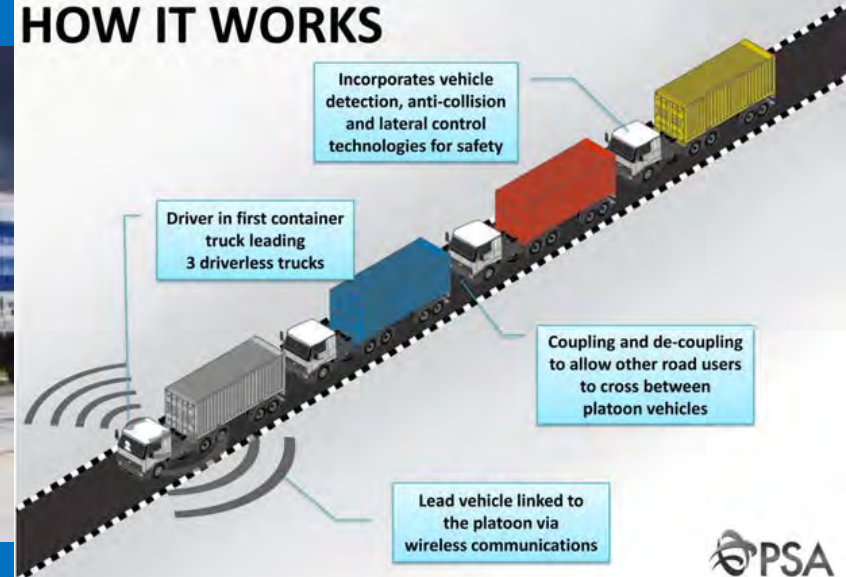 HOW IT WORKS
Incorporates vehicle
detection, anti-collision
and lateral control
technologies for safety
Driver in first container
truck leading
3 driverless trucks
Coupling and de-coupling
to allow other road users
to cross between
platoon vehicles
Lead vehicle linked to
the platoon via
wireless communications
PSA